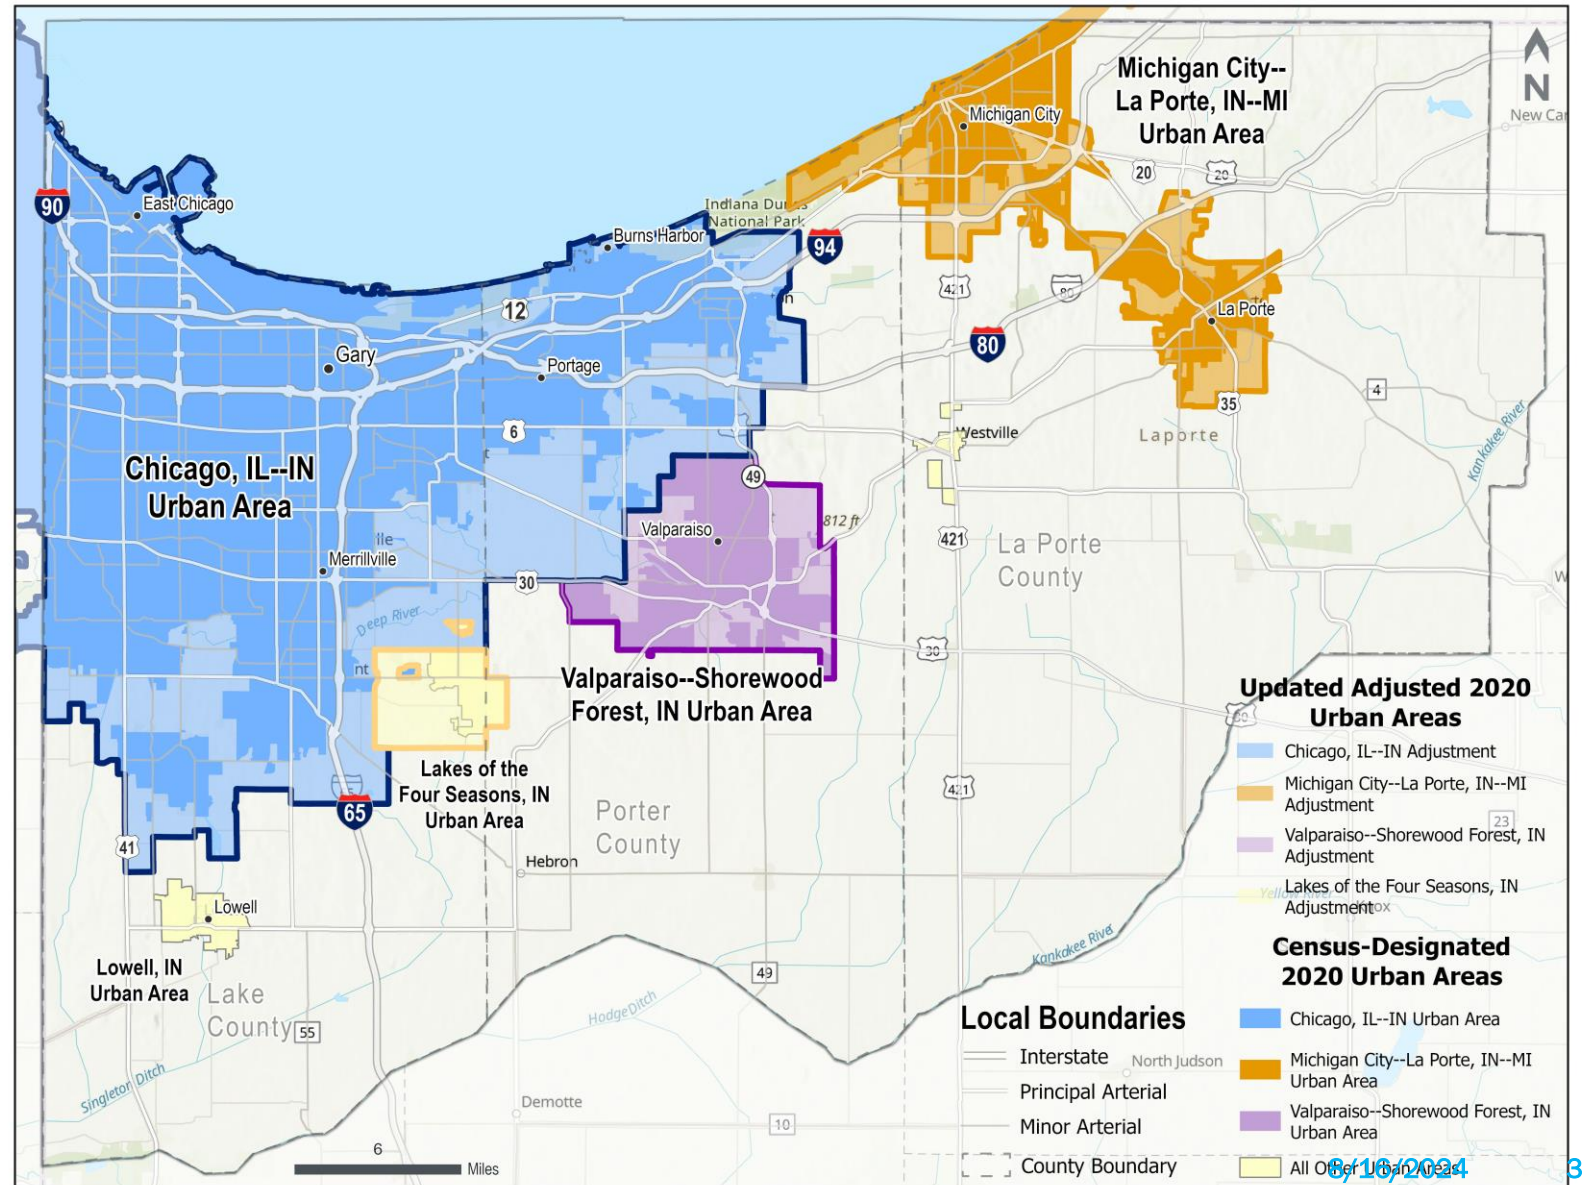 N
Michigan City--
La Porte, IN--MI
Urban Area
New Car
Michigan City
20
20
90
East Chicago
Indiana Dunes
National Park
Burns Harbor
94
421
80
12
La Porte
80
Gary
Portage
4
35
6
Westville
Laporte
Kankakee River
Chicago, IL--IN
Urban Area
49
812 ft
Valparaiso
421
La Porte
County
lle
Merrillville
30
W
Deep River
30
nt
Valparaiso--Shorewood
Forest, IN Urban Area
Lakes of the
Four Seasons, IN
Urban Area
65
421
Porter
County
41
Hebron
Lowell
Lowell, IN
Urban Area
Lake
County
55
49
Kankakee River
Hodge Ditch
Singleton Ditch
Demotte
10
North Judson
23
Yellow River
Knox
Updated Adjusted 2020
Urban Areas
Chicago, IL--IN Adjustment
Michigan City--La Porte, IN--MI
Adjustment
Valparaiso--Shorewood Forest, IN
Adjustment
Lakes of the Four Seasons, IN
Adjustment
Census-Designated
2020 Urban Areas
Chicago, IL--IN Urban Area
Michigan City--La Porte, IN--MI
Urban Area
Valparaiso--Shorewood Forest, IN
Urban Area
All Other Urban Areas
Local Boundaries
Interstate
Principal Arterial
Minor Arterial
County Boundary
6
Miles
8/16/2024
3